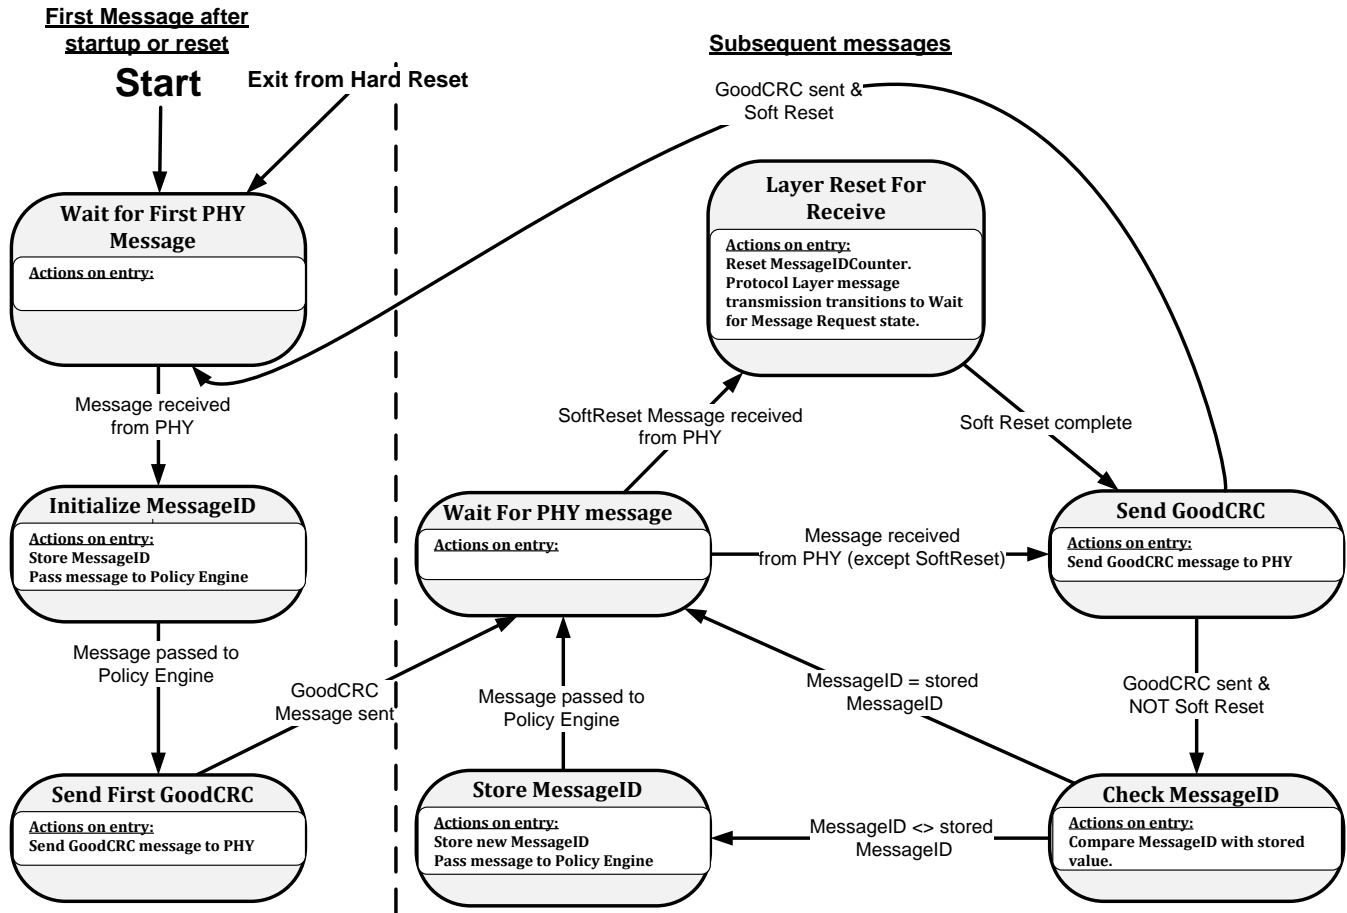 First Message after
startup or reset
Subsequent messages
Start
Exit from Hard Reset
GoodCRC sent &
Soft Reset
Wait for First PHY
Message
Actions on entry:
Layer Reset For
Receive
Actions on entry:
Reset MessageIDCounter.
Protocol Layer message
transmission transitions to Wait
for Message Request state.
Message received
from PHY
SoftReset Message received
from PHY
Soft Reset complete
Initialize MessageID
Actions on entry:
Store MessageID
Pass message to Policy Engine
Wait For PHY message
Actions on entry:
Message received
from PHY (except SoftReset)
Send GoodCRC
Actions on entry:
Send GoodCRC message to PHY
Message passed to
Policy Engine
GoodCRC
Message sent
Message passed to
Policy Engine
MessageID = stored
MessageID
GoodCRC sent &
NOT Soft Reset
Send First GoodCRC
Actions on entry:
Send GoodCRC message to PHY
Store MessageID
Actions on entry:
Store new MessageID
Pass message to Policy Engine
MessageID <> stored
MessageID
Check MessageID
Actions on entry:
Compare MessageID with stored
value.